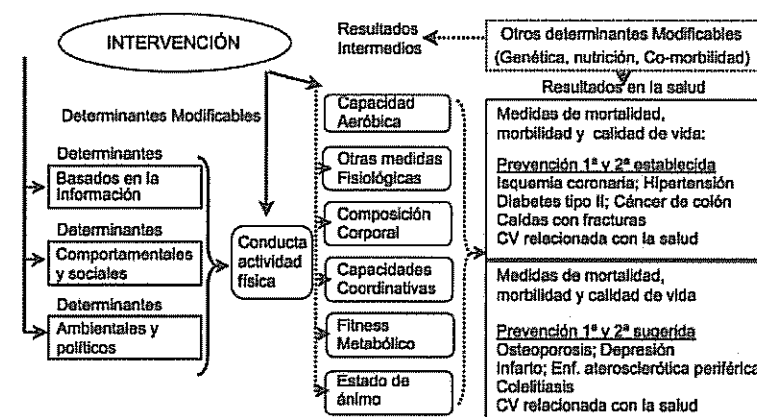 INTERVENCIÓN
Resultados
Intermedios
Otros determinantes Modificables
(Genética, nutrición, Co-morbilidad)
Determinantes Modificables
Determinantes
Basados en la
Información
Determinantes
Comportamentales
y sociales
Determinantes
Ambientales y
políticos
Conducta
actividad
física
Capacidad
Aeróbica
Otras medidas
Fisiológicas
Composición
Corporal
Capacidades
Coordinativas
Fitness
Metabólico
Estado de
ánimo
Resultados en la salud
Medidas de mortalidad,
morbilidad y calidad de vida:
Prevención 1ª y 2ª establecida
Isquemia coronaria; Hipertensión
Diabetes tipo II; Cáncer de colón
Caídas con fracturas
CV relacionada con la salud
Medidas de mortalidad,
morbilidad y calidad de vida
Prevención 1ª y 2ª sugerida
Osteoporosis; Depresión
Infarto; Enf. aterosclerótica periférica
Colelitiasis
CV relacionada con la salud